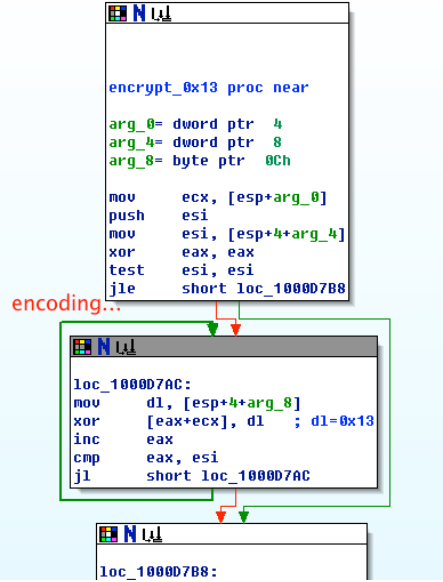 encrypt_0x13 proc near
arg_0= dword ptr  4
arg_4= dword ptr  8
arg_8= byte ptr  0Ch
mov     ecx, [esp+arg_0]
push    esi
mov     esi, [esp+4+arg_4]
xor     eax, eax
test    esi, esi
jle     short loc_1000D7B8
encoding...
loc_1000D7AC:
mov     dl, [esp+4+arg_8]
xor     [eax+ecx], dl   ; dl=0x13
inc     eax
cmp     eax, esi
jl      short loc_1000D7AC
loc_1000D7B8: